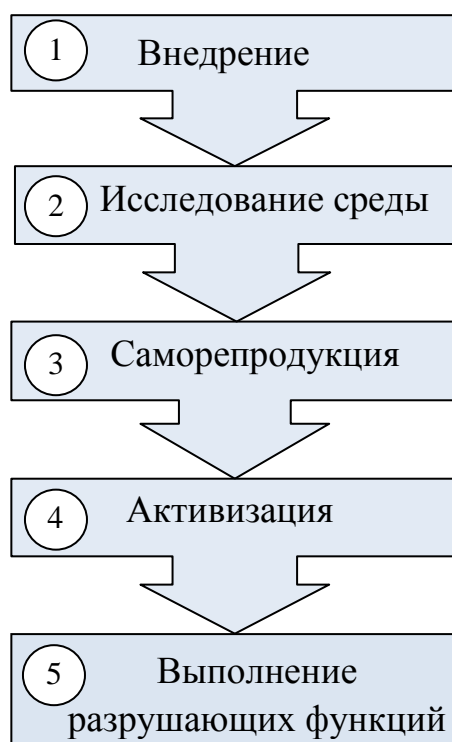 1 Внедрение
2 Исследование среды
3 Саморепродукция
4 Активизация
5 Выполнение
разрушающих функций